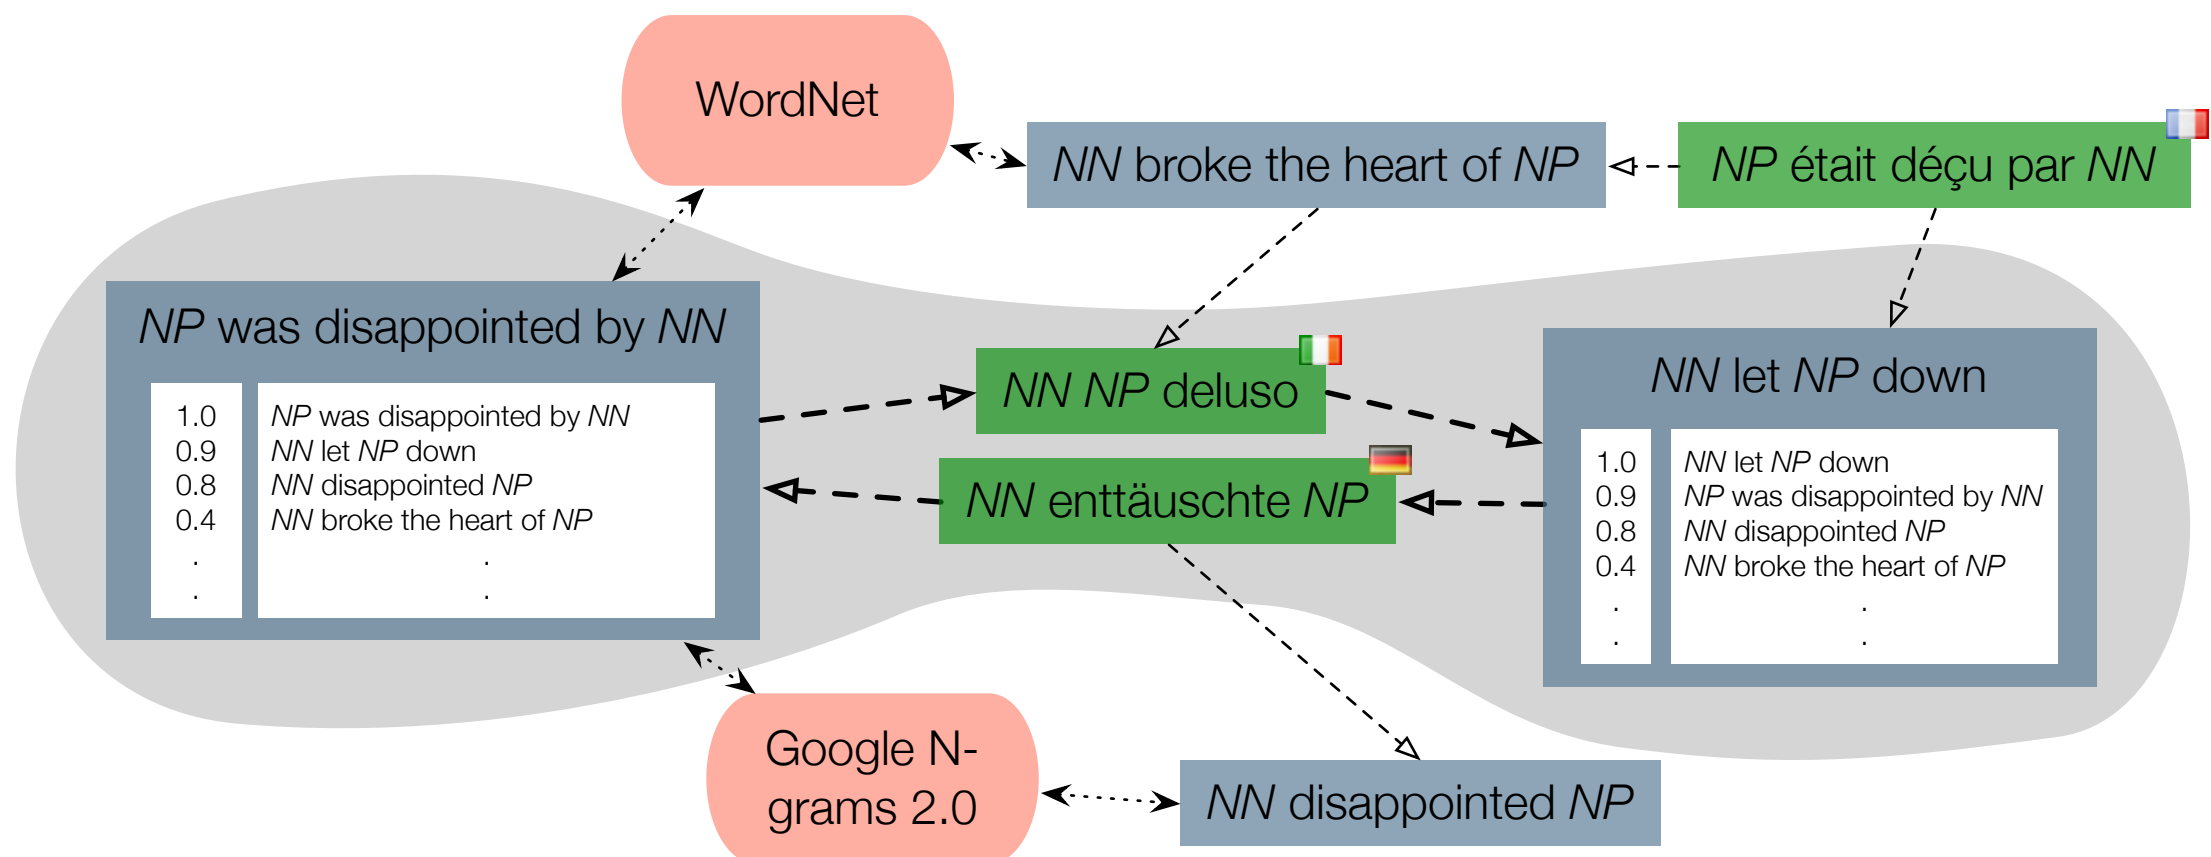 WordNet
NN broke the heart of NP
NP était déçu par NN
NP was disappointed by NN
1.0 NP was disappointed by NN
0.9 NN let NP down
0.8 NN disappointed NP
0.4 NN broke the heart of NP
. .
. .
NN NP deluso
NN enttäuschte NP
NN let NP down
1.0 NN let NP down
0.9 NP was disappointed by NN
0.8 NN disappointed NP
0.4 NN broke the heart of NP
. .
. .
Google N-
grams 2.0
NN disappointed NP